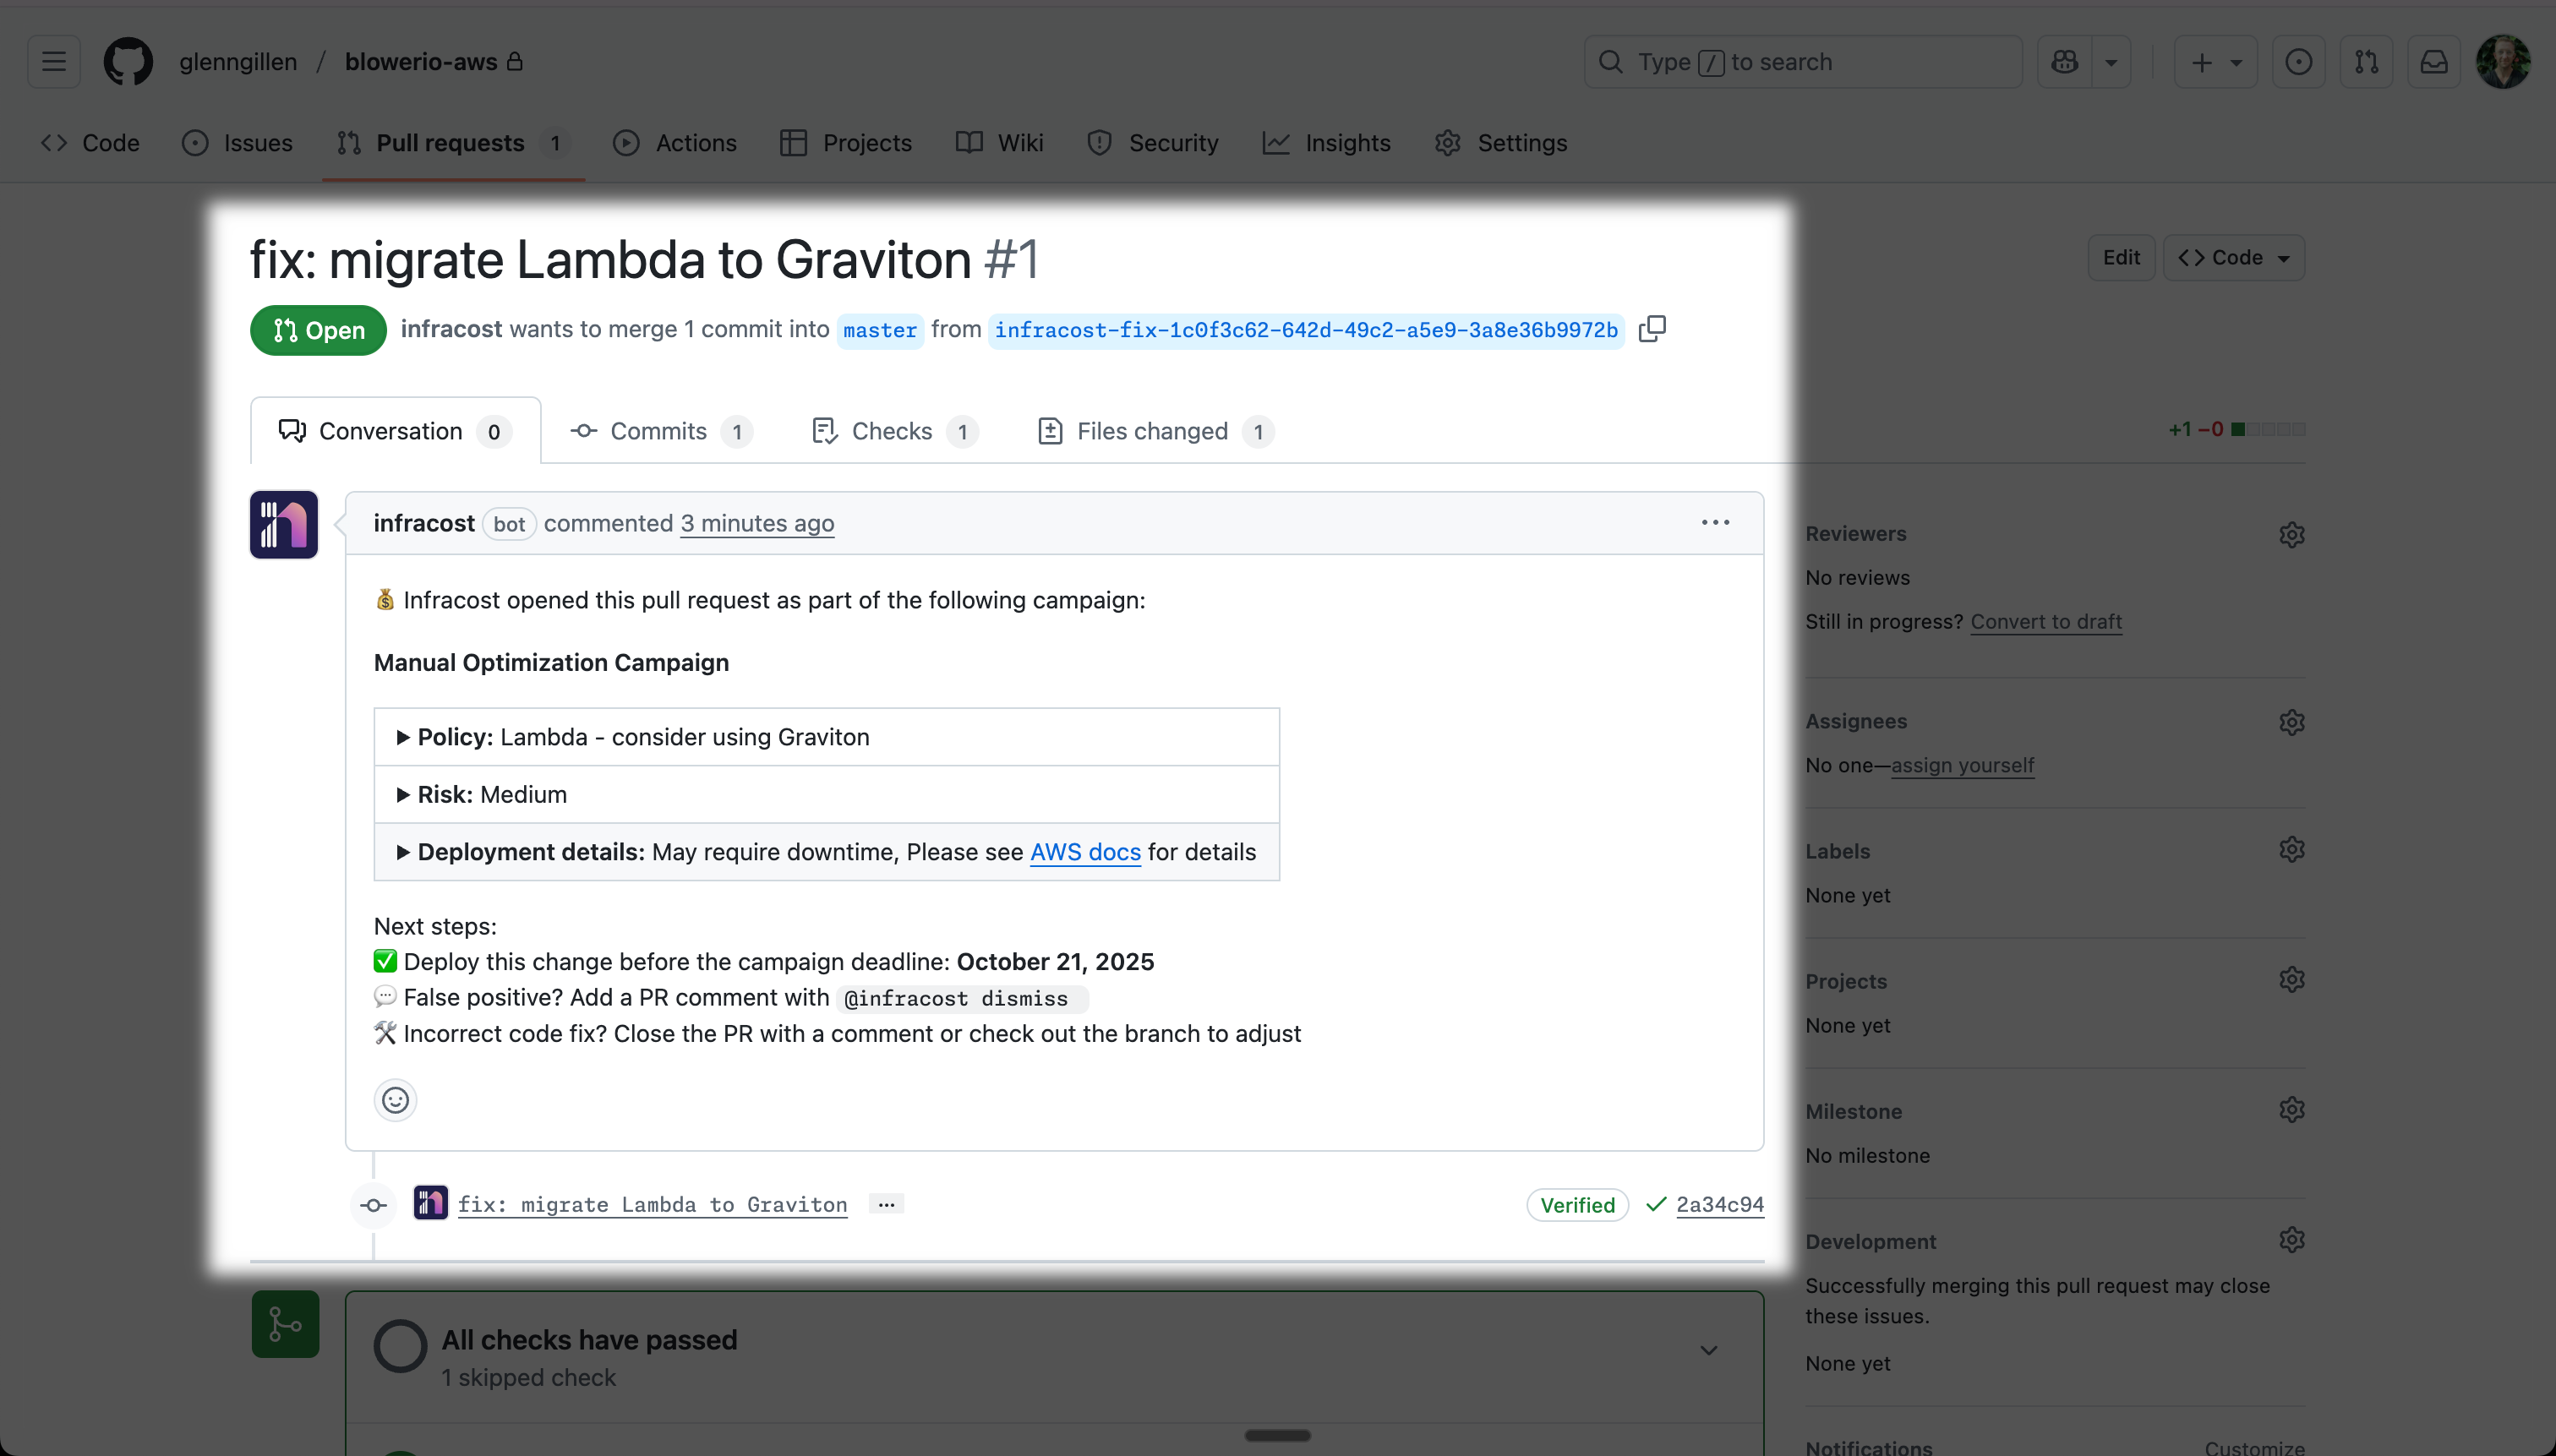 glenngillen / blowerio-aws
Type / to search
Code
Issues
Pull requests 1
Actions
Projects
Wiki
Security
Insights
Settings
fix: migrate Lambda to Graviton #1
Edit
Code
Open
infracost wants to merge 1 commit into master from infracost-fix-1c0f3c62-642d-49c2-a5e9-3a8e36b9972b
Conversation 0
Commits 1
Checks 1
Files changed 1
+1 −0
infracost bot commented 3 minutes ago
💰 Infracost opened this pull request as part of the following campaign:
Manual Optimization Campaign
▶ Policy: Lambda - consider using Graviton
▶ Risk: Medium
▶ Deployment details: May require downtime, Please see AWS docs for details
Next steps:
✅ Deploy this change before the campaign deadline: October 21, 2025
💬 False positive? Add a PR comment with @infracost dismiss
🛠 Incorrect code fix? Close the PR with a comment or check out the branch to adjust
fix: migrate Lambda to Graviton ...
Verified
2a34c94
All checks have passed
1 skipped check
Reviewers
No reviews
Still in progress? Convert to draft
Assignees
No one—assign yourself
Labels
None yet
Projects
None yet
Milestone
No milestone
Development
Successfully merging this pull request may close
these issues.
None yet
Notifications
Customize